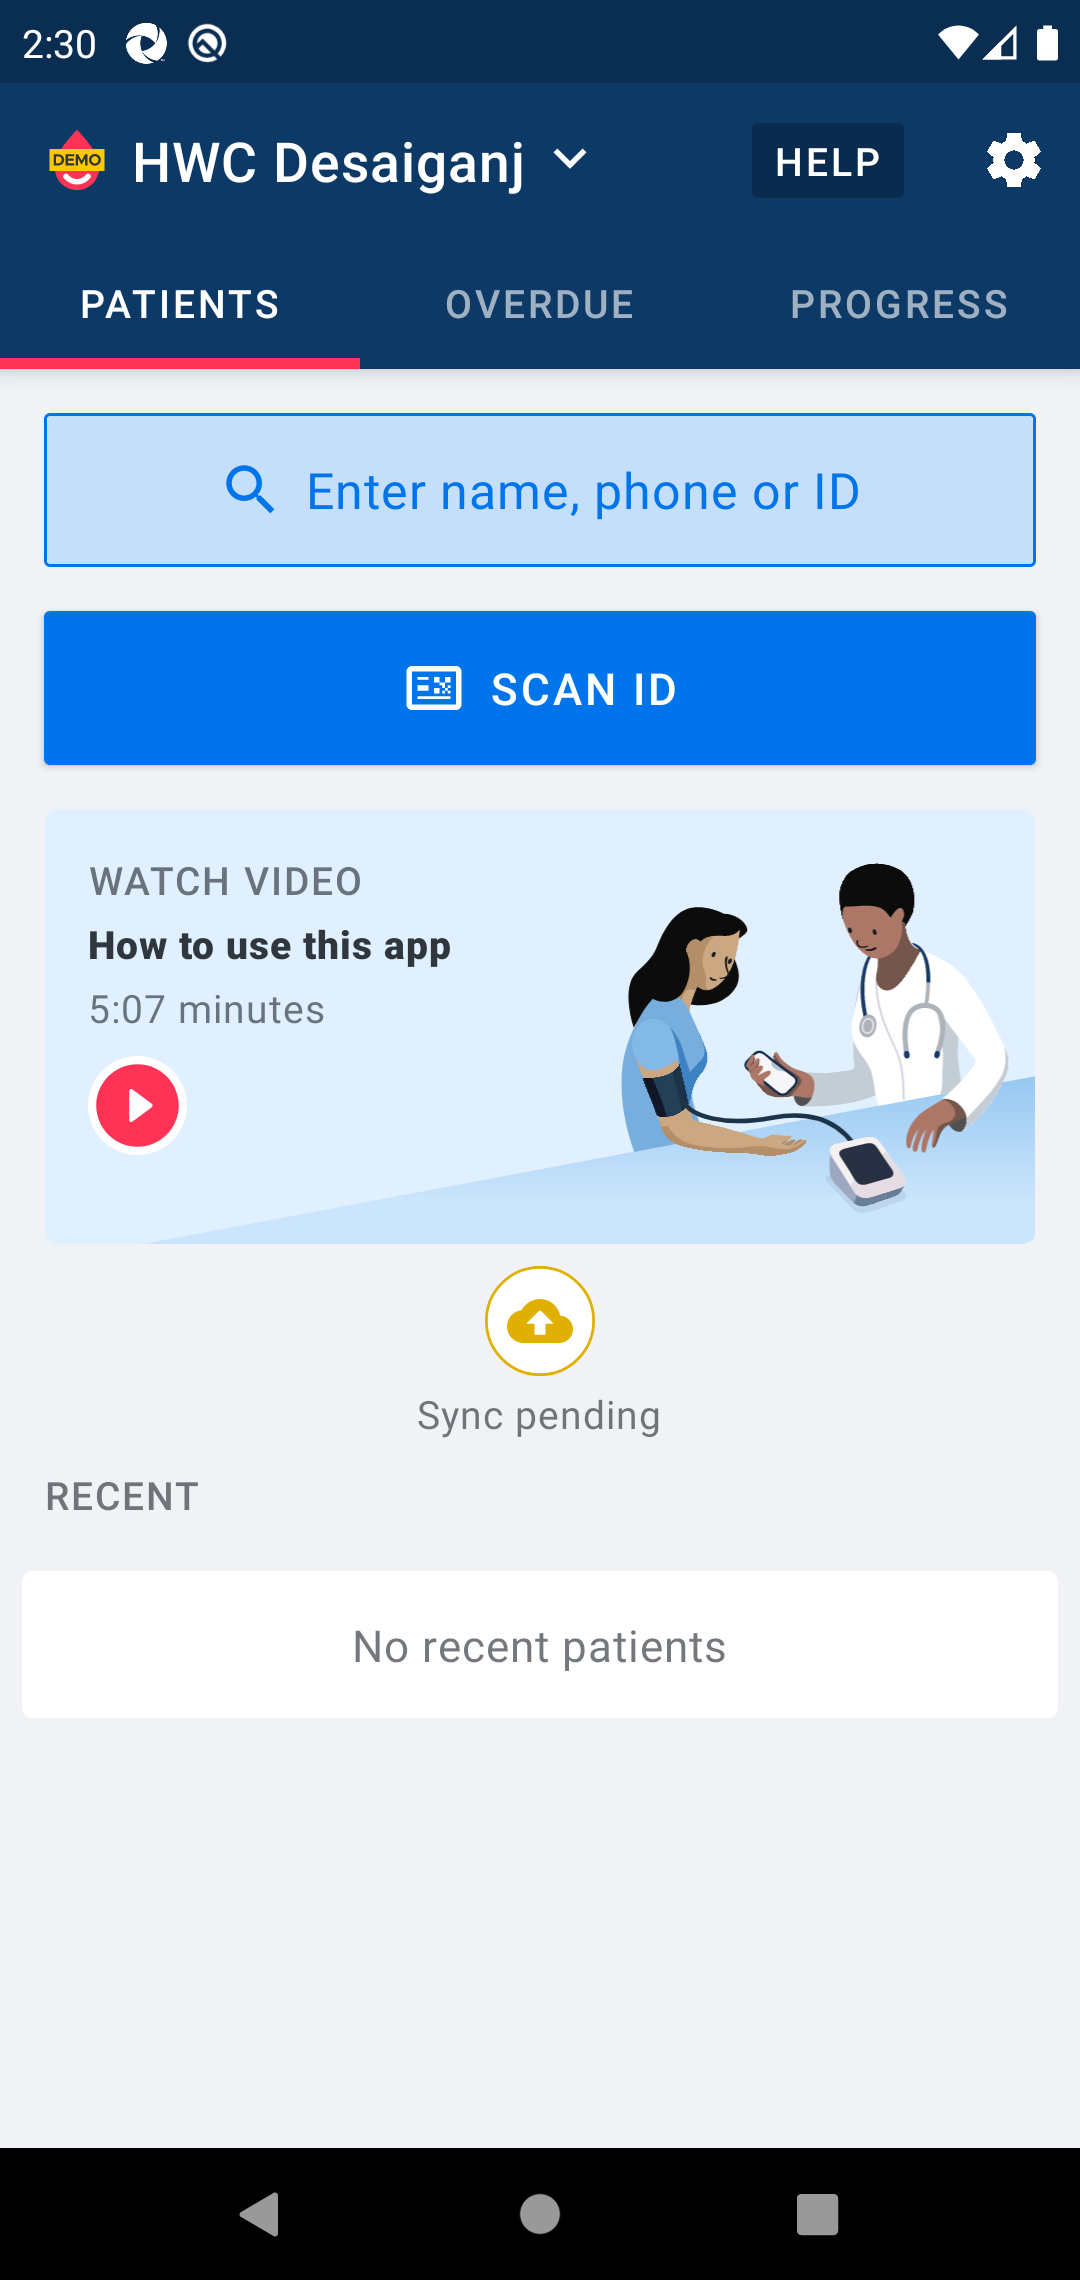 2:30
DEMO
HWC Desaiganj
HELP
PATIENTS
OVERDUE
PROGRESS
Enter name, phone or ID
SCAN ID
WATCH VIDEO
How to use this app
5:07 minutes
Sync pending
RECENT
No recent patients